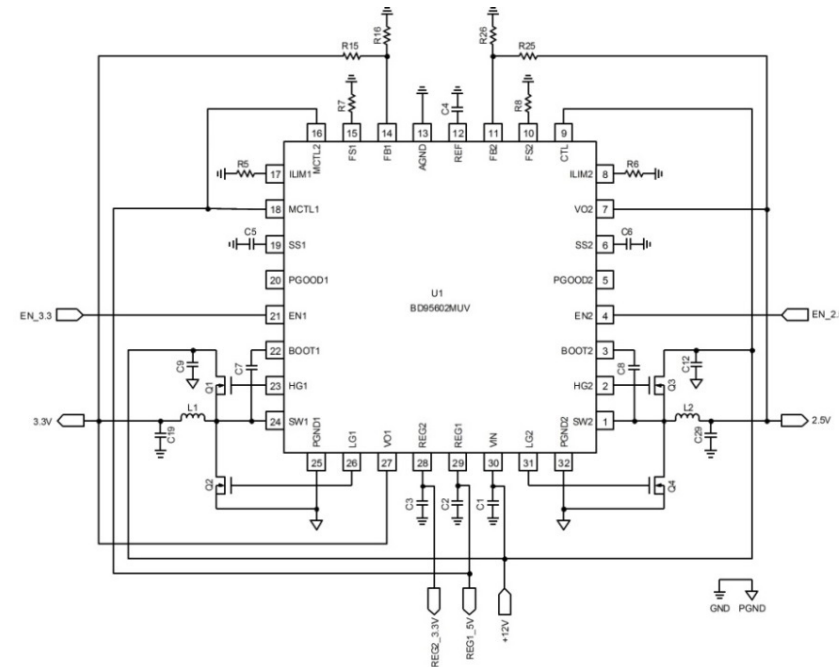 R16
R15
R7
C4
R26
R25
R8
16
15
14
13
12
11
10
9
MCTL2
FS1
FB1
AGND
REF
FB2
FS2
CTL
R5
17
ILIM1
ILIM2
8
R6
18
MCTL1
VO2
7
C5
19
SS1
SS2
6
C6
20
PGOOD1
PGOOD2
5
U1
BD95602MUV
EN_3.3
21
EN1
EN2
4
EN_2.
C9
C7
22
BOOT1
BOOT2
3
C8
C12
Q1
23
HG1
HG2
2
Q3
3.3V
L1
24
SW1
SW2
1
L2
2.5V
C19
C29
PGND1
LG1
VO1
REG2
REG1
VIN
LG2
PGND2
25
26
27
28
29
30
31
32
Q2
Q4
C3
C2
C1
REG2_3.3V
REG1_5V
+12V
GND
PGND